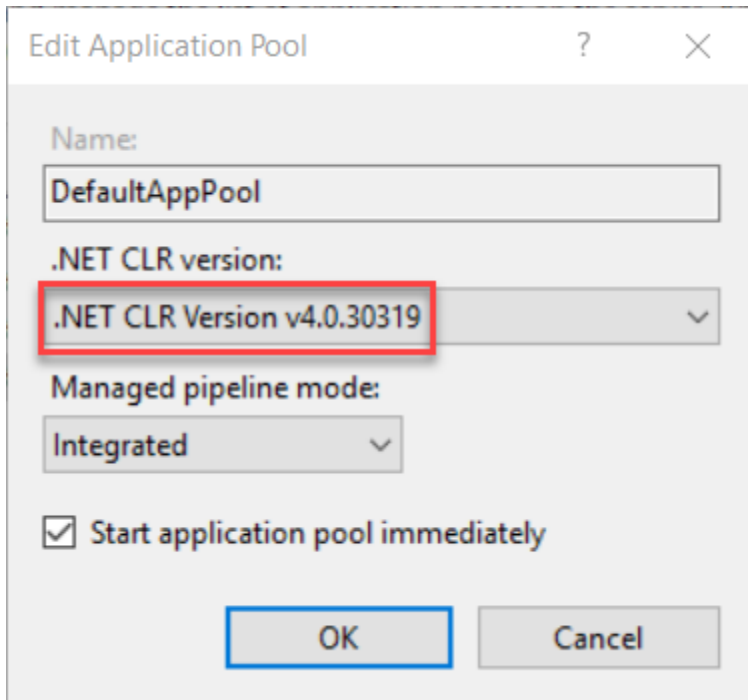 Edit Application Pool ?
Name:
DefaultAppPool
.NET CLR version:
.NET CLR Version v4.0.30319
Managed pipeline mode:
Integrated
Start application pool immediately
OK Cancel